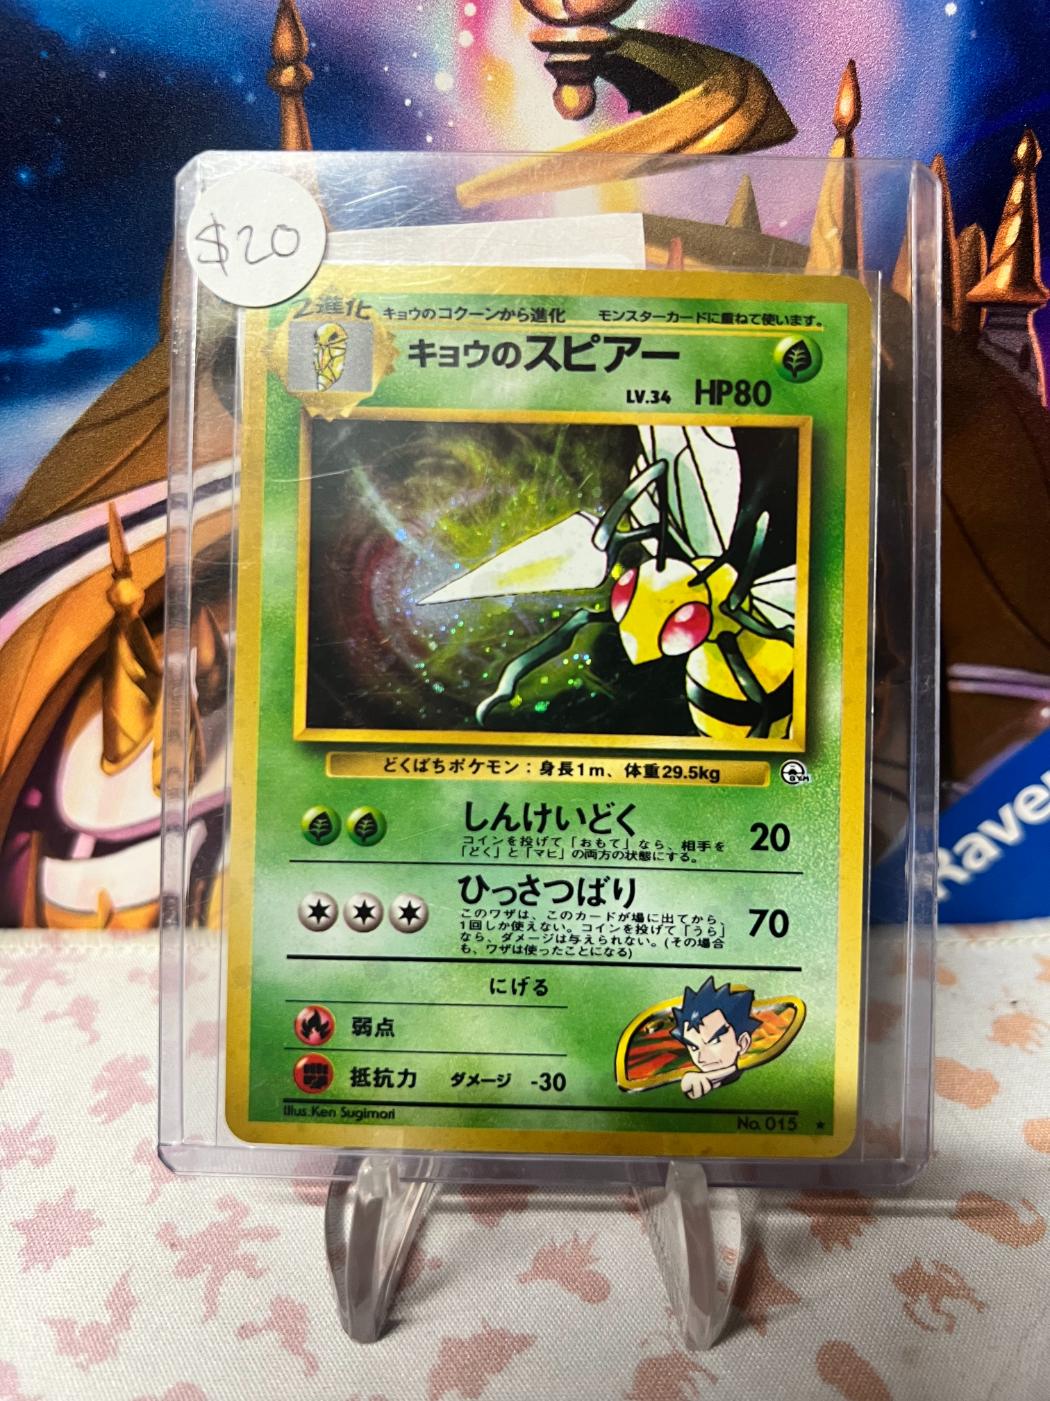 $20
2進化
キョウのコクーンから進化 モンスターカードに重ねて使います。
キョウのスピアー
LV.34 HP80
どくばちポケモン：身長1m、体重29.5kg
GYM
しんけいどく 20
コインを投げて「おもて」なら、相手を
「どく」と「マヒ」の両方の状態にする。
ひっさつばり 70
このワザは、このカードが場に出てから、
1回しか使えない。コインを投げて「うら」
なら、ダメージは与えられない。(その場合
も、ワザは使ったことになる)
にげる
弱点
抵抗力 ダメージ -30
Illus.Ken Sugimori
No.015 ★
Raven